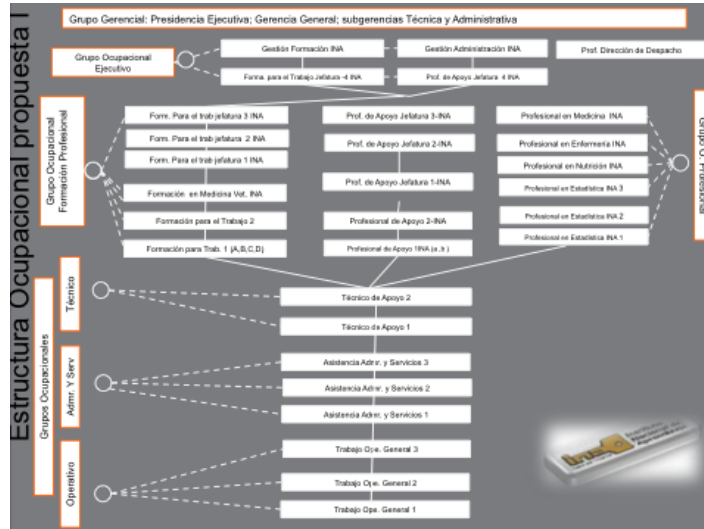 Estructura Ocupacional propuesta I
Grupo Gerencial: Presidencia Ejecutiva; Gerencia General; subgerencias Técnica y Administrativa
Grupo Ocupacional
Ejecutivo
Gestión Formación INA
Gestión Administración INA
Prof. Dirección de Despacho
Forma. para el Trabajo Jefatura -4 INA
Prof. de Apoyo Jefatura 4 INA
Grupo Ocupacional
Formación Profesional
Form. Para el trab jefatura 3 INA
Form. Para el trab jefatura 2 INA
Form. Para el trab jefatura 1 INA
Formación en Medicina Vet. INA
Formación para el Trabajo 2
Formación para Trab. 1 (A,B,C,D)
Prof. de Apoyo Jefatura 3-INA
Prof. de Apoyo Jefatura 2-INA
Prof. de Apoyo Jefatura 1-INA
Profesional de Apoyo 2-INA
Profesional de Apoyo 1INA (a, b )
Profesional en Medicina INA
Profesional en Enfermería INA
Profesional en Nutrición INA
Profesional en Estadística INA 3
Profesional en Estadística INA 2
Profesional en Estadística INA 1
Grupo O. Profesional
Grupos Ocupacionales
Técnico
Técnico de Apoyo 2
Técnico de Apoyo 1
Admr. Y Serv
Asistencia Admr. y Servicios 3
Asistencia Admr. y Servicios 2
Asistencia Admr. y Servicios 1
Operativo
Trabajo Ope. General 3
Trabajo Ope. General 2
Trabajo Ope. General 1
ina
Instituto
Nacional de
Aprendizaje